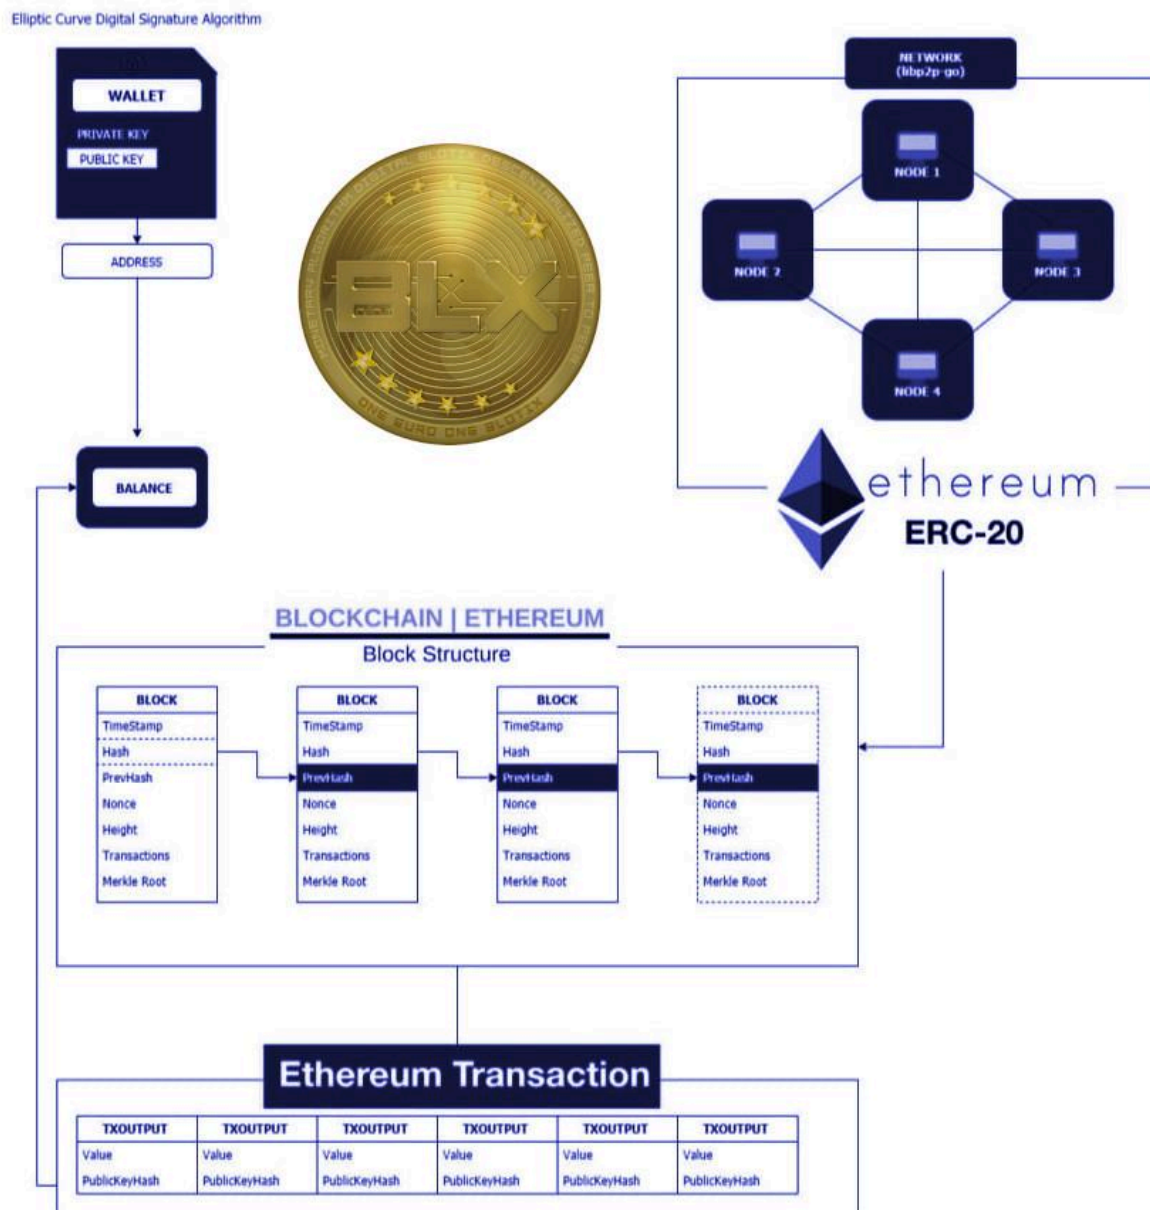 Elliptic Curve Digital Signature Algorithm
WALLET
PRIVATE KEY
PUBLIC KEY
ADDRESS
BALANCE
BLX
ONE EURO ONE BLOTIX
NETWORK
(libp2p-go)
NODE 1
NODE 2
NODE 3
NODE 4
ethereum
ERC-20
BLOCKCHAIN | ETHEREUM
Block Structure
BLOCK
TimeStamp
Hash
PrevHash
Nonce
Height
Transactions
Merkle Root
BLOCK
TimeStamp
Hash
PrevHash
Nonce
Height
Transactions
Merkle Root
BLOCK
TimeStamp
Hash
PrevHash
Nonce
Height
Transactions
Merkle Root
BLOCK
TimeStamp
Hash
PrevHash
Nonce
Height
Transactions
Merkle Root
Ethereum Transaction
TXOUTPUT TXOUTPUT TXOUTPUT TXOUTPUT TXOUTPUT TXOUTPUT
Value Value Value Value Value Value
PublicKeyHash PublicKeyHash PublicKeyHash PublicKeyHash PublicKeyHash PublicKeyHash